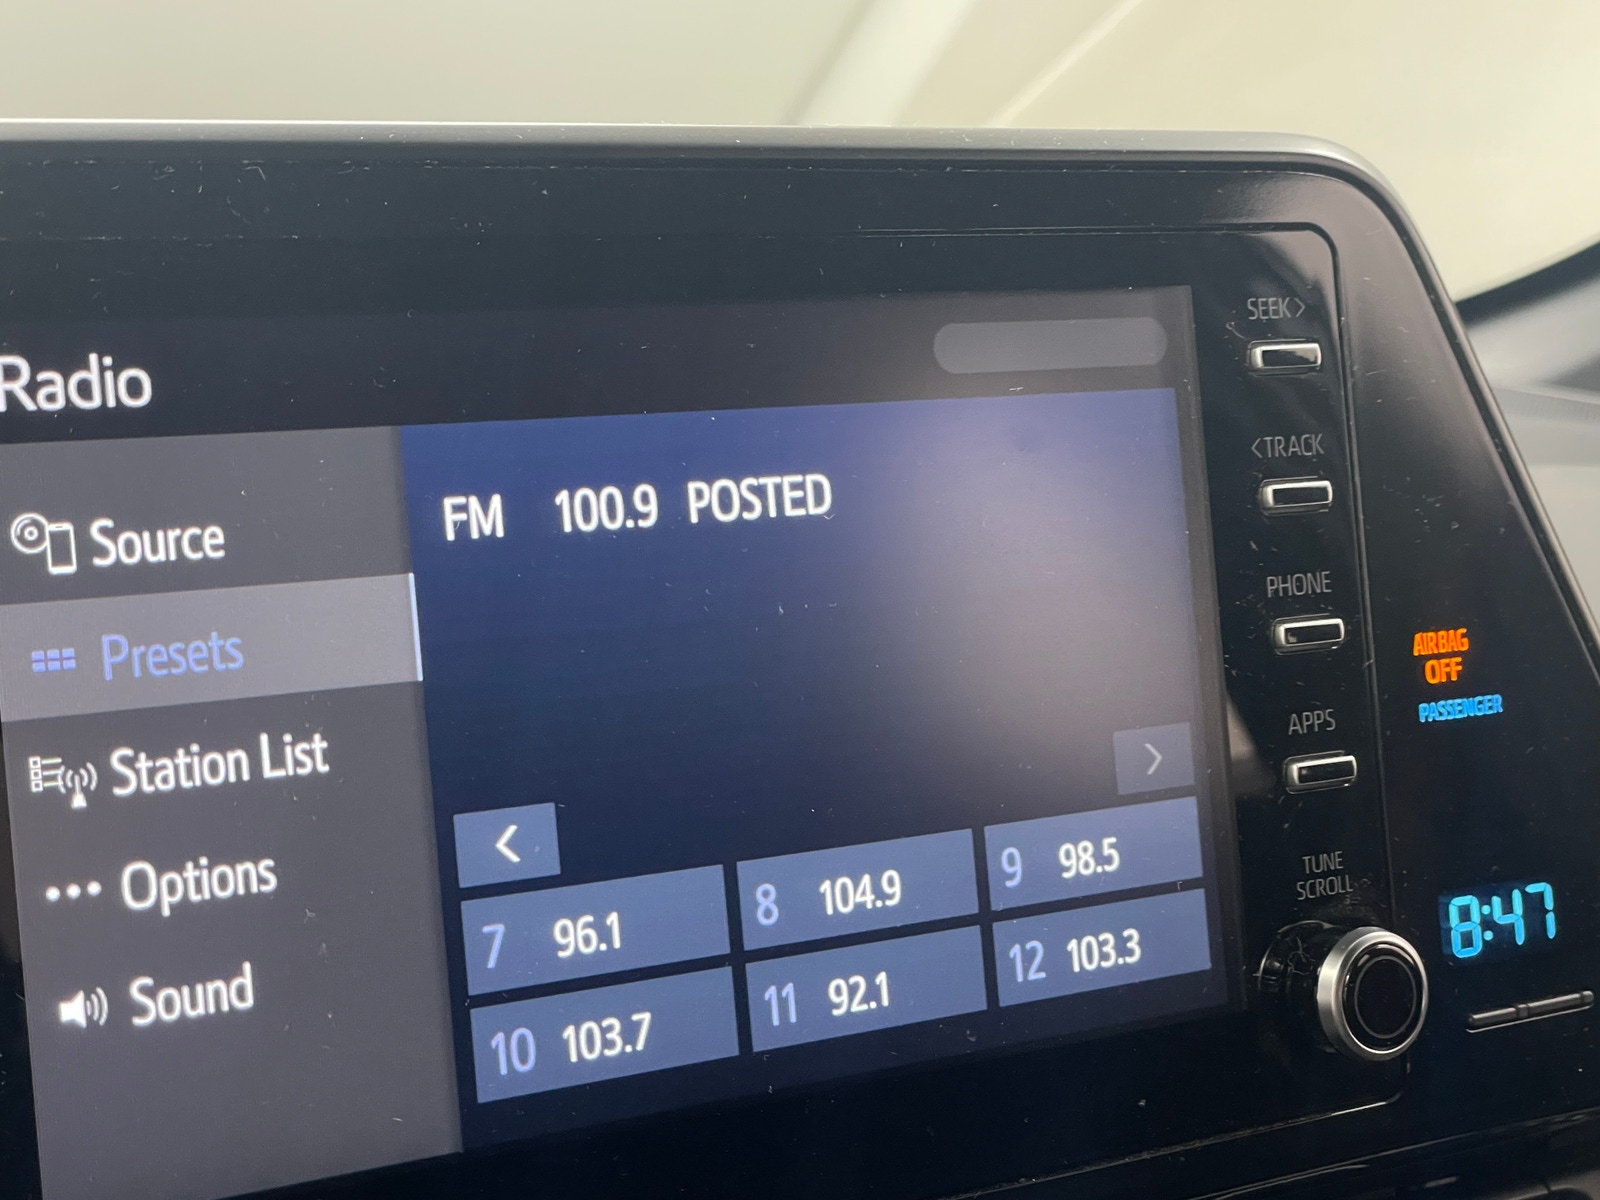 Radio
SEEK>
<TRACK
PHONE
APPS
TUNE
SCROLL
AIRBAG
OFF
PASSENGER
8:47
Source
Presets
Station List
Options
Sound
FM 100.9 POSTED
<
>
7 96.1
8 104.9
9 98.5
10 103.7
11 92.1
12 103.3